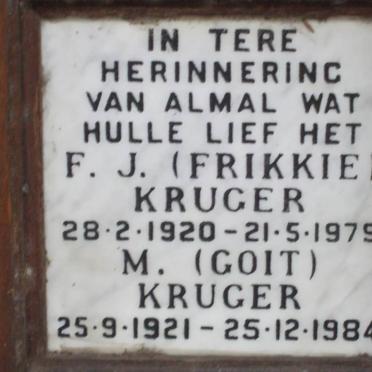 IN TERE
HERINNERING
VAN ALMAL WAT
HULLE LIEF HET
F. J. (FRIKKIE)
KRUGER
28·2·1920 – 21·5·1979
M. (GOIT)
KRUGER
25·9·1921 – 25·12·1984